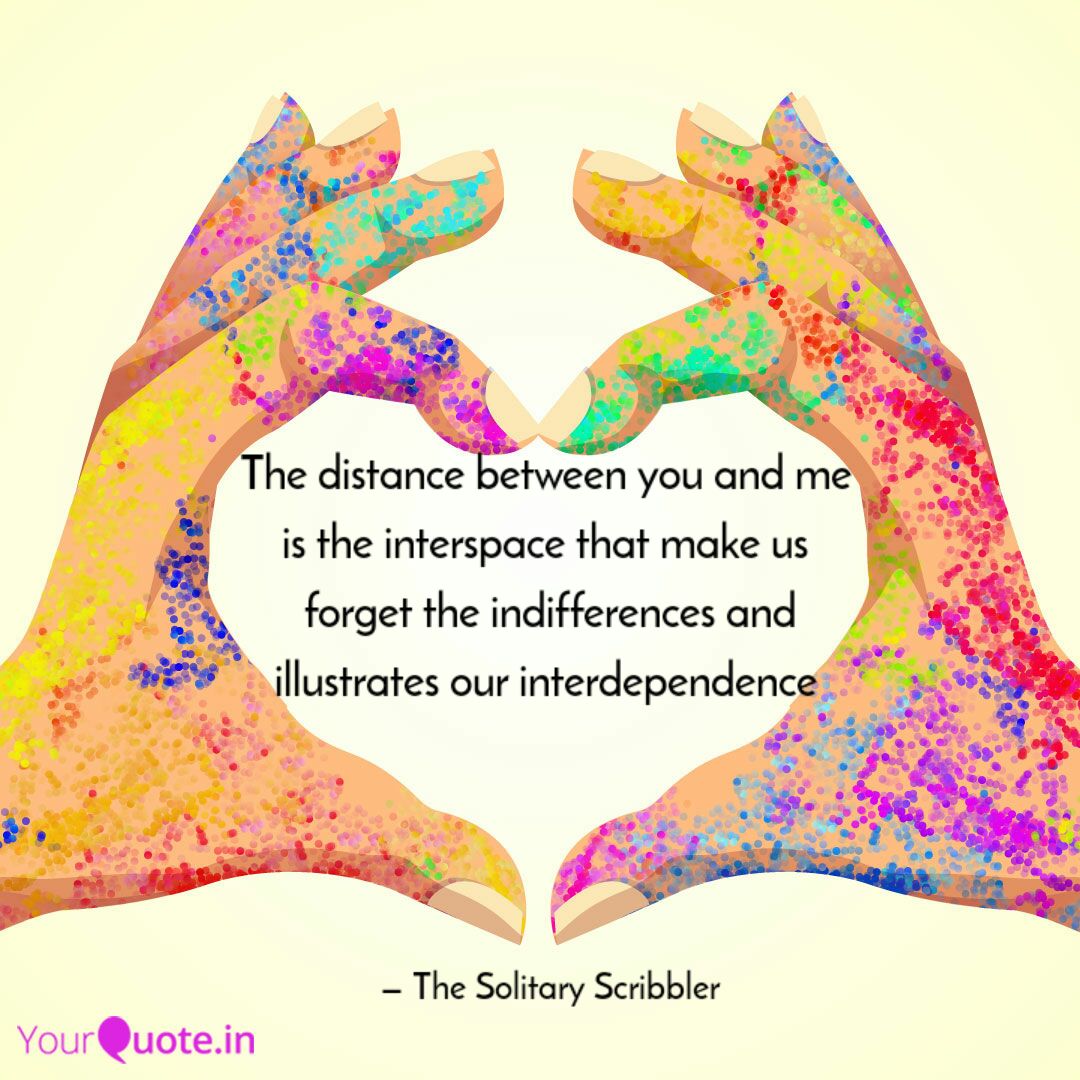 The distance between you and me
is the interspace that make us
forget the indifferences and
illustrates our interdependence
– The Solitary Scribbler
YourQuote.in